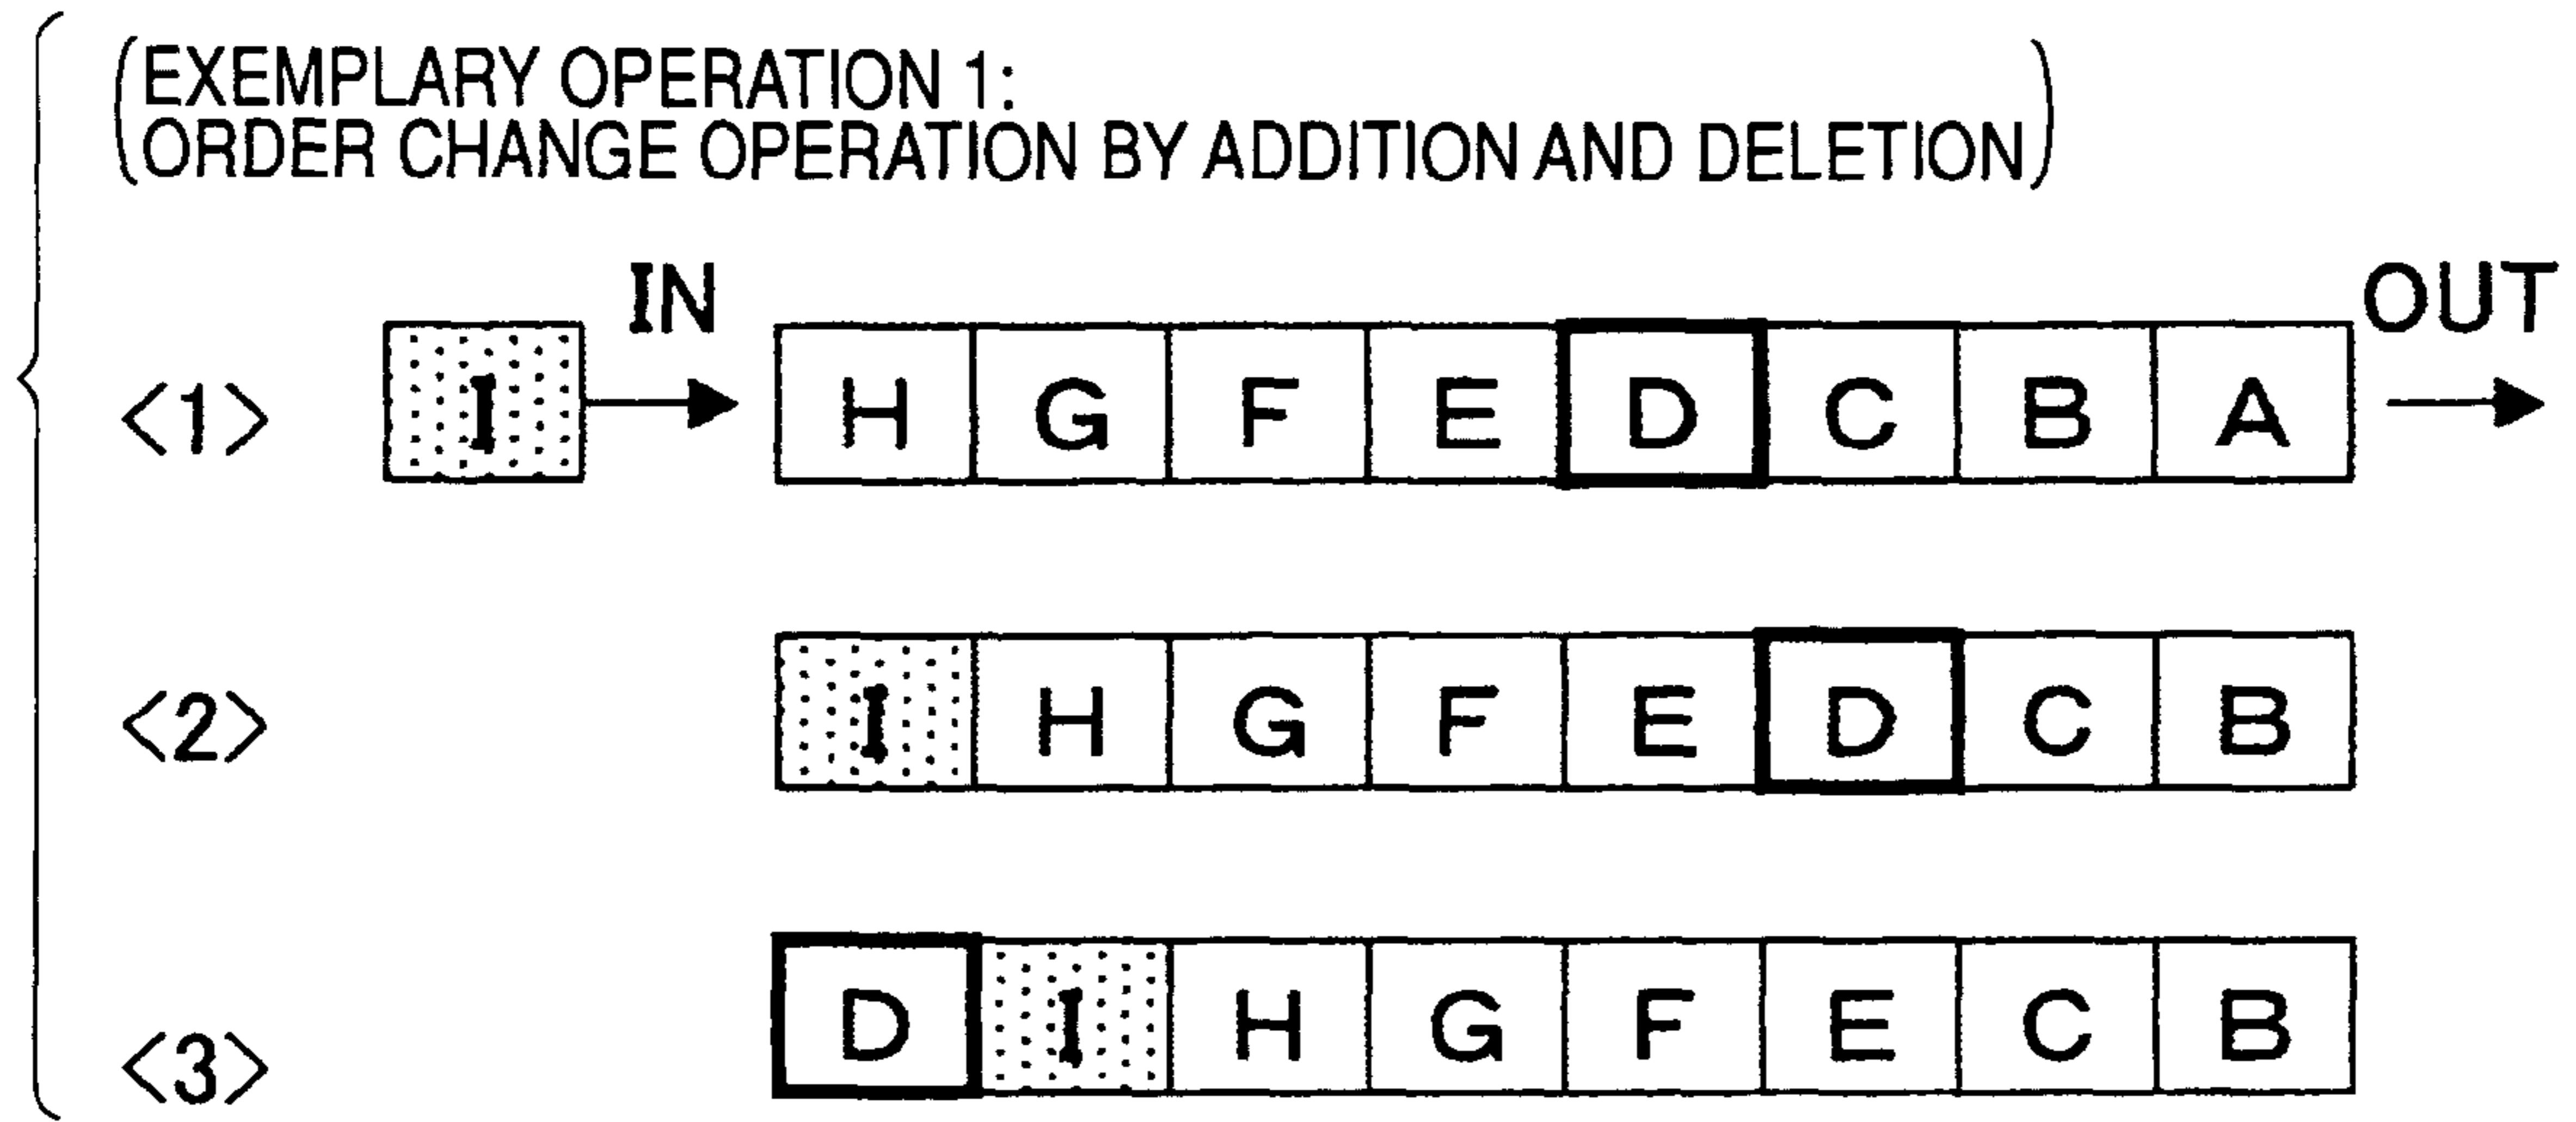 (EXEMPLARY OPERATION 1:
ORDER CHANGE OPERATION BY ADDITION AND DELETION)
IN OUT
<1> I H G F E D C B A
<2> I H G F E D C B
<3> D I H G F E C B